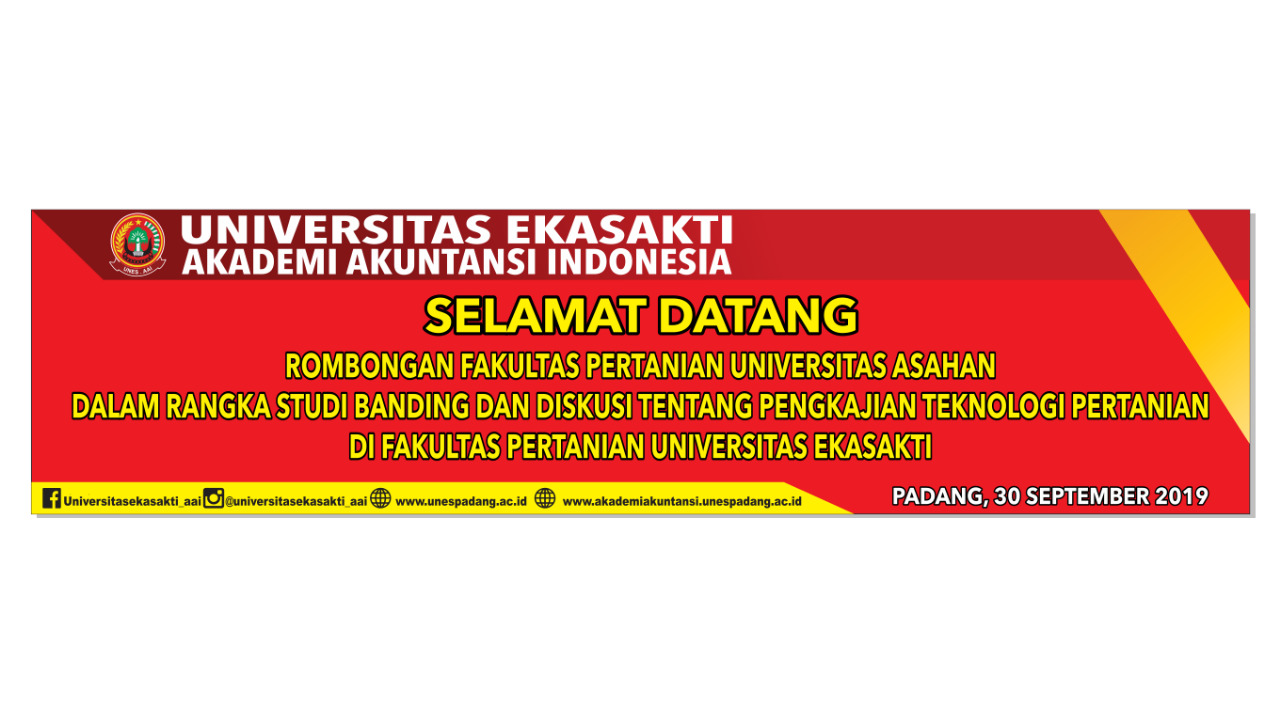 UNIVERSITAS EKASAKTI
AKADEMI AKUNTANSI INDONESIA
UNES AAI
SELAMAT DATANG
ROMBONGAN FAKULTAS PERTANIAN UNIVERSITAS ASAHAN
DALAM RANGKA STUDI BANDING DAN DISKUSI TENTANG PENGKAJIAN TEKNOLOGI PERTANIAN
DI FAKULTAS PERTANIAN UNIVERSITAS EKASAKTI
Universitasekasakti_aai @universitasekasakti_aai www.unespadang.ac.id www.akademiakuntansi.unespadang.ac.id
PADANG, 30 SEPTEMBER 2019